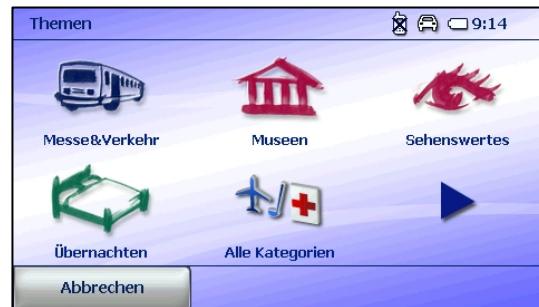 Themen 9:14
Messe&Verkehr Museen Sehenswertes
Übernachten Alle Kategorien
Abbrechen